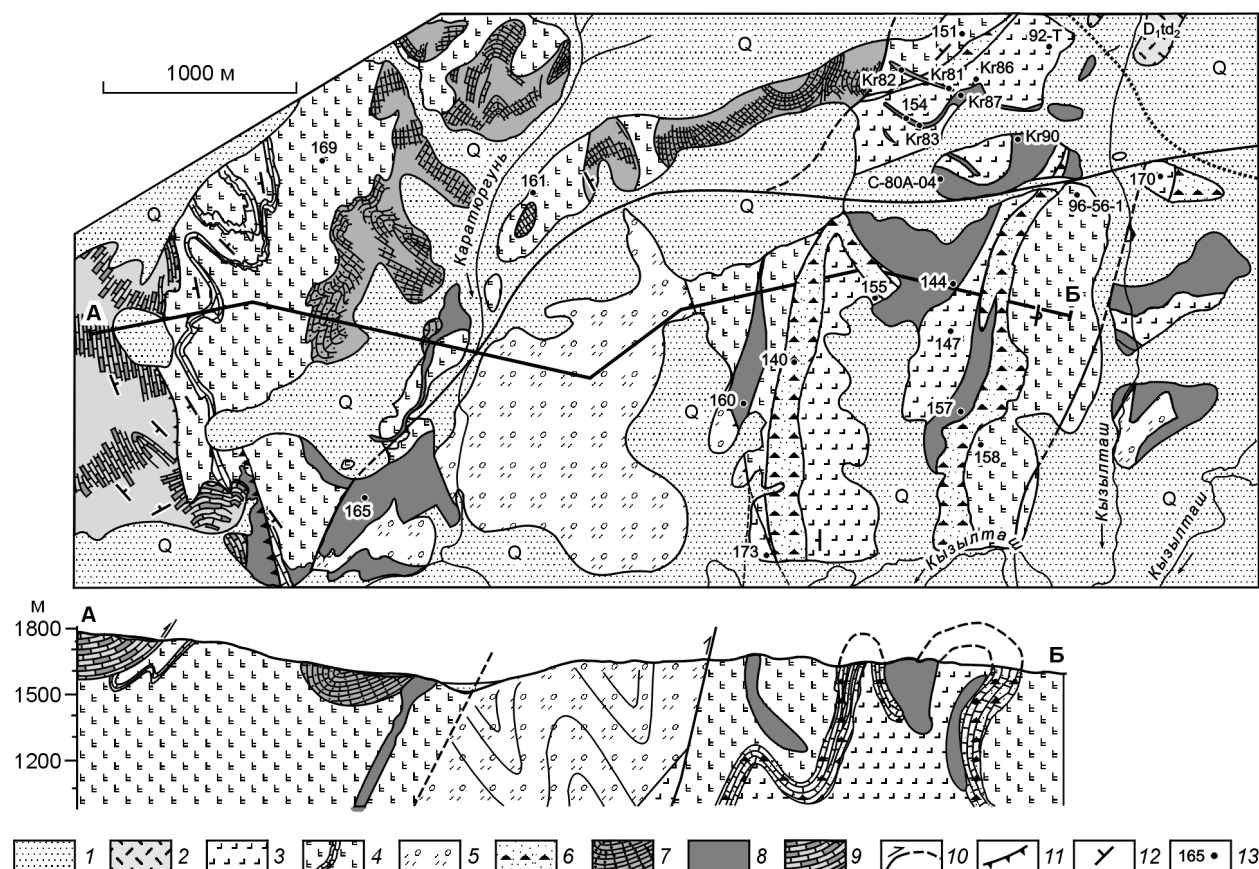 1000 м
Q
D₁td₂
151
92-Т
Q
Kr82
Kr81
Kr86
154
Kr87
Kr83
Kr90
169
Q
Каратюргунь
161
С-80А-04
170
96-56-1
Q
Q
А
144
155
Б
147
140
160
Q
Q
157
158
Кызылташ
Q
165
Q
Q
Q
173
Кызылташ
Кызылташ
Q
м
А
1800
Б
1500
1200
1
2
3
4
5
6
7
8
9
10
11
12
165
13